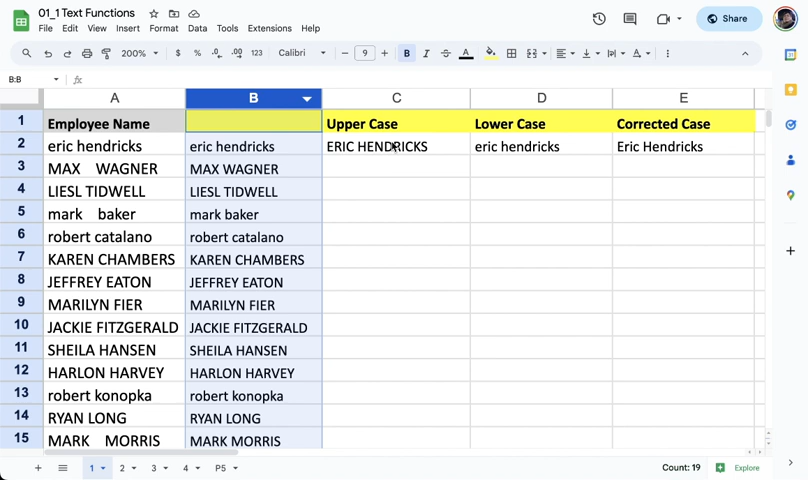 01_1 Text Functions
File Edit View Insert Format Data Tools Extensions Help
Share
200% $ % .0 .00 123 Calibri 9 B I S A
B:B fx
A B C D E
1 Employee Name Upper Case Lower Case Corrected Case
2 eric hendricks eric hendricks ERIC HENDRICKS eric hendricks Eric Hendricks
3 MAX    WAGNER MAX WAGNER
4 LIESL TIDWELL LIESL TIDWELL
5 mark    baker mark baker
6 robert catalano robert catalano
7 KAREN CHAMBERS KAREN CHAMBERS
8 JEFFREY EATON JEFFREY EATON
9 MARILYN FIER MARILYN FIER
10 JACKIE FITZGERALD JACKIE FITZGERALD
11 SHEILA HANSEN SHEILA HANSEN
12 HARLON HARVEY HARLON HARVEY
13 robert konopka robert konopka
14 RYAN LONG RYAN LONG
15 MARK    MORRIS MARK MORRIS
1 2 3 4 P5 Count: 19 Explore